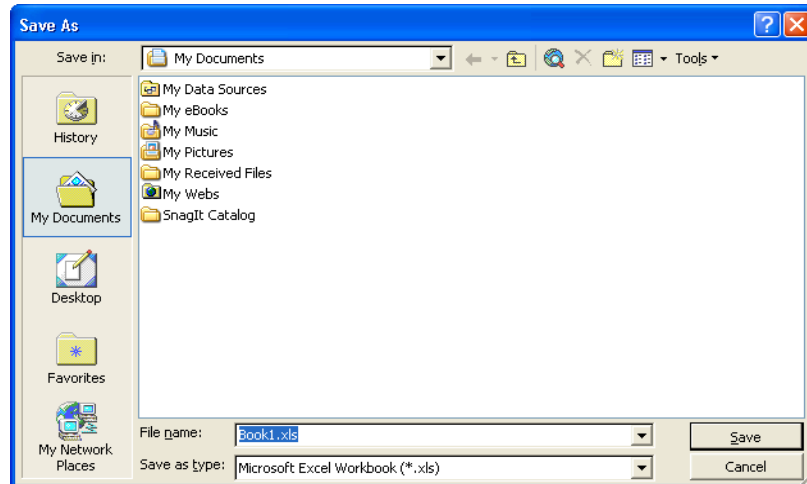 Save As
Save in:
My Documents
Tools
My Data Sources
My eBooks
My Music
My Pictures
My Received Files
My Webs
SnagIt Catalog
History
My Documents
Desktop
Favorites
My Network
Places
File name:
Book1.xls
Save
Save as type:
Microsoft Excel Workbook (*.xls)
Cancel